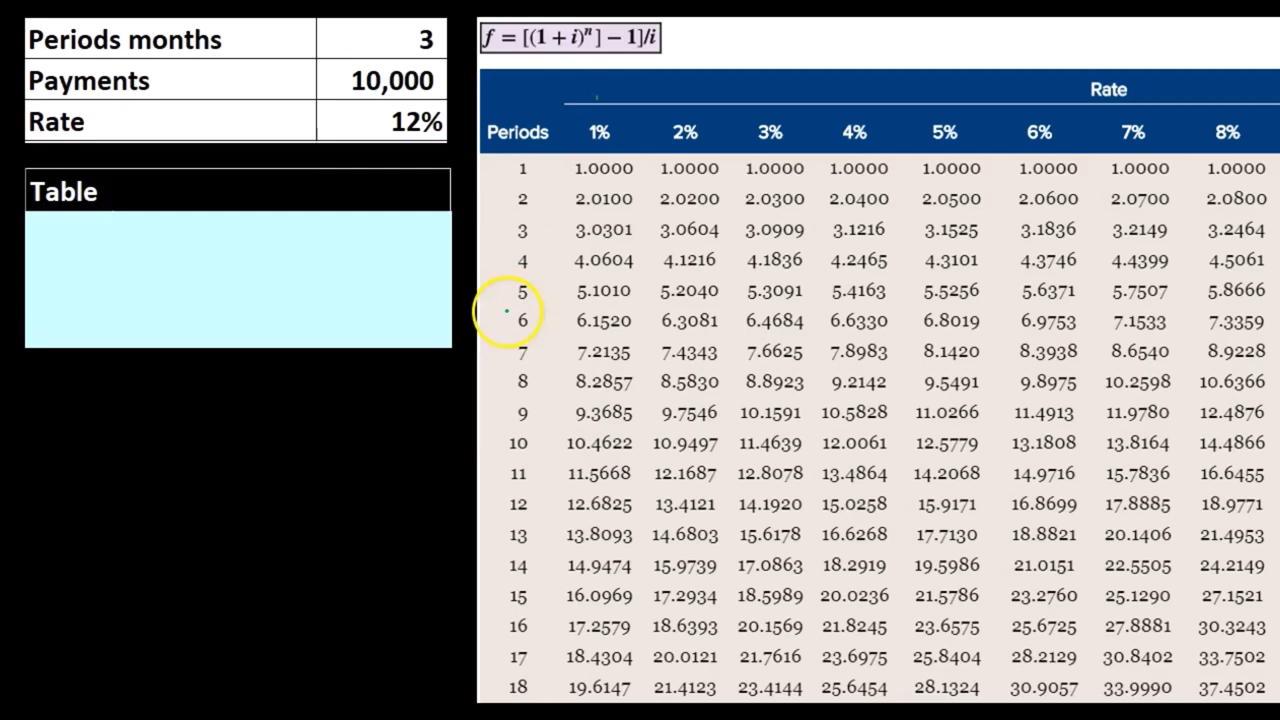 Periods months 3
Payments 10,000
Rate 12%
Table
f = [(1 + i)ⁿ] − 1]/i
Rate
Periods 1% 2% 3% 4% 5% 6% 7% 8%
1 1.0000 1.0000 1.0000 1.0000 1.0000 1.0000 1.0000 1.0000
2 2.0100 2.0200 2.0300 2.0400 2.0500 2.0600 2.0700 2.0800
3 3.0301 3.0604 3.0909 3.1216 3.1525 3.1836 3.2149 3.2464
4 4.0604 4.1216 4.1836 4.2465 4.3101 4.3746 4.4399 4.5061
5 5.1010 5.2040 5.3091 5.4163 5.5256 5.6371 5.7507 5.8666
6 6.1520 6.3081 6.4684 6.6330 6.8019 6.9753 7.1533 7.3359
7 7.2135 7.4343 7.6625 7.8983 8.1420 8.3938 8.6540 8.9228
8 8.2857 8.5830 8.8923 9.2142 9.5491 9.8975 10.2598 10.6366
9 9.3685 9.7546 10.1591 10.5828 11.0266 11.4913 11.9780 12.4876
10 10.4622 10.9497 11.4639 12.0061 12.5779 13.1808 13.8164 14.4866
11 11.5668 12.1687 12.8078 13.4864 14.2068 14.9716 15.7836 16.6455
12 12.6825 13.4121 14.1920 15.0258 15.9171 16.8699 17.8885 18.9771
13 13.8093 14.6803 15.6178 16.6268 17.7130 18.8821 20.1406 21.4953
14 14.9474 15.9739 17.0863 18.2919 19.5986 21.0151 22.5505 24.2149
15 16.0969 17.2934 18.5989 20.0236 21.5786 23.2760 25.1290 27.1521
16 17.2579 18.6393 20.1569 21.8245 23.6575 25.6725 27.8881 30.3243
17 18.4304 20.0121 21.7616 23.6975 25.8404 28.2129 30.8402 33.7502
18 19.6147 21.4123 23.4144 25.6454 28.1324 30.9057 33.9990 37.4502